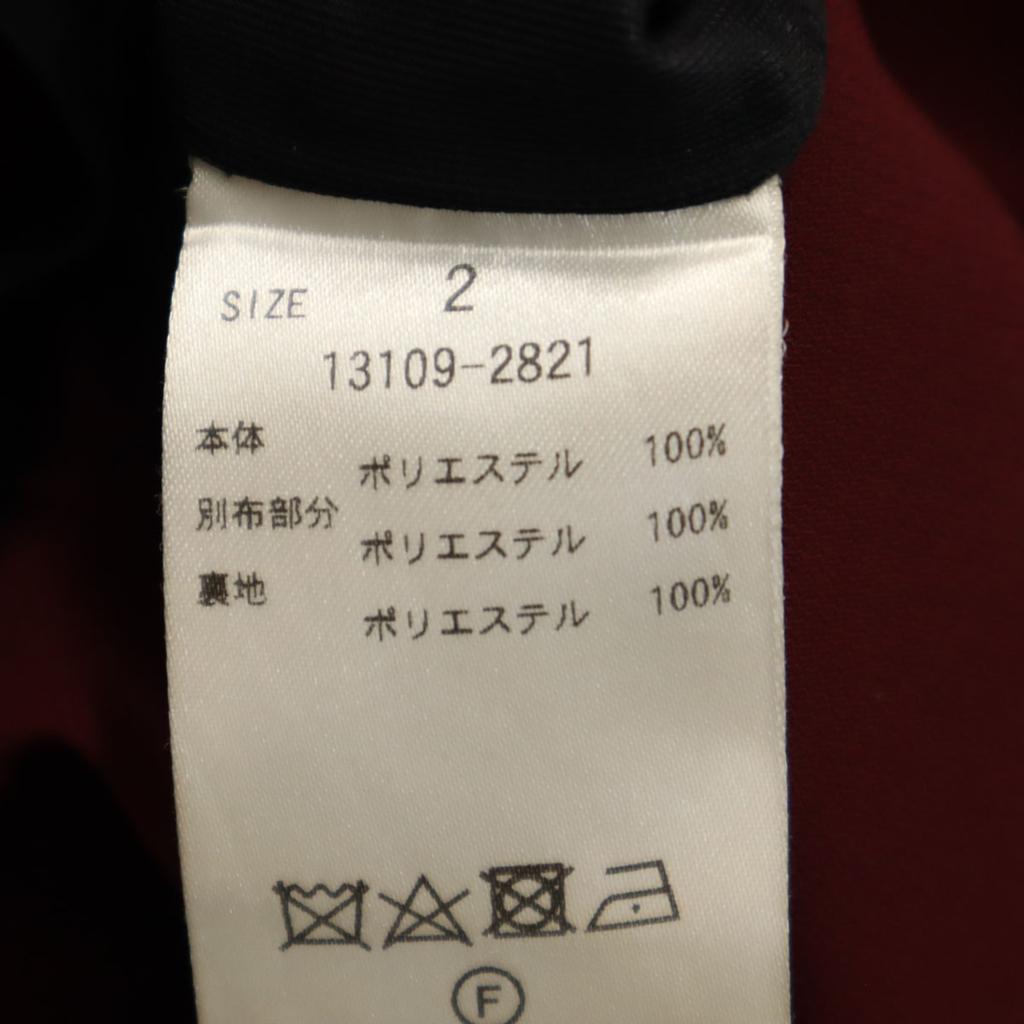 SIZE 2
13109-2821
本体
ポリエステル 100%
別布部分
ポリエステル 100%
裏地
ポリエステル 100%
F